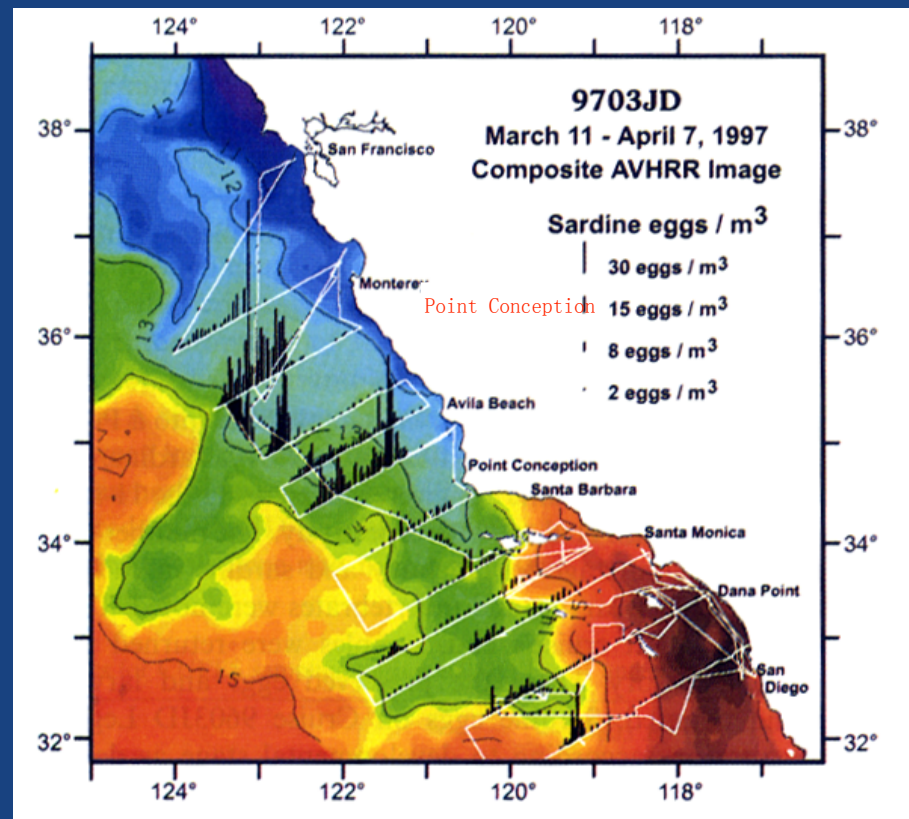 124° 122° 120° 118°
9703JD
March 11 - April 7, 1997
Composite AVHRR Image
Sardine eggs / m3
30 eggs / m3
15 eggs / m3
8 eggs / m3
2 eggs / m3
38° 38°
36° 36°
34° 34°
32° 32°
San Francisco
Montere
Point Conception
Avila Beach
Point Conception
Santa Barbara
Santa Monica
Dana Point
San
Diego
12
12
13
13
14
15
15
124° 122° 120° 118°